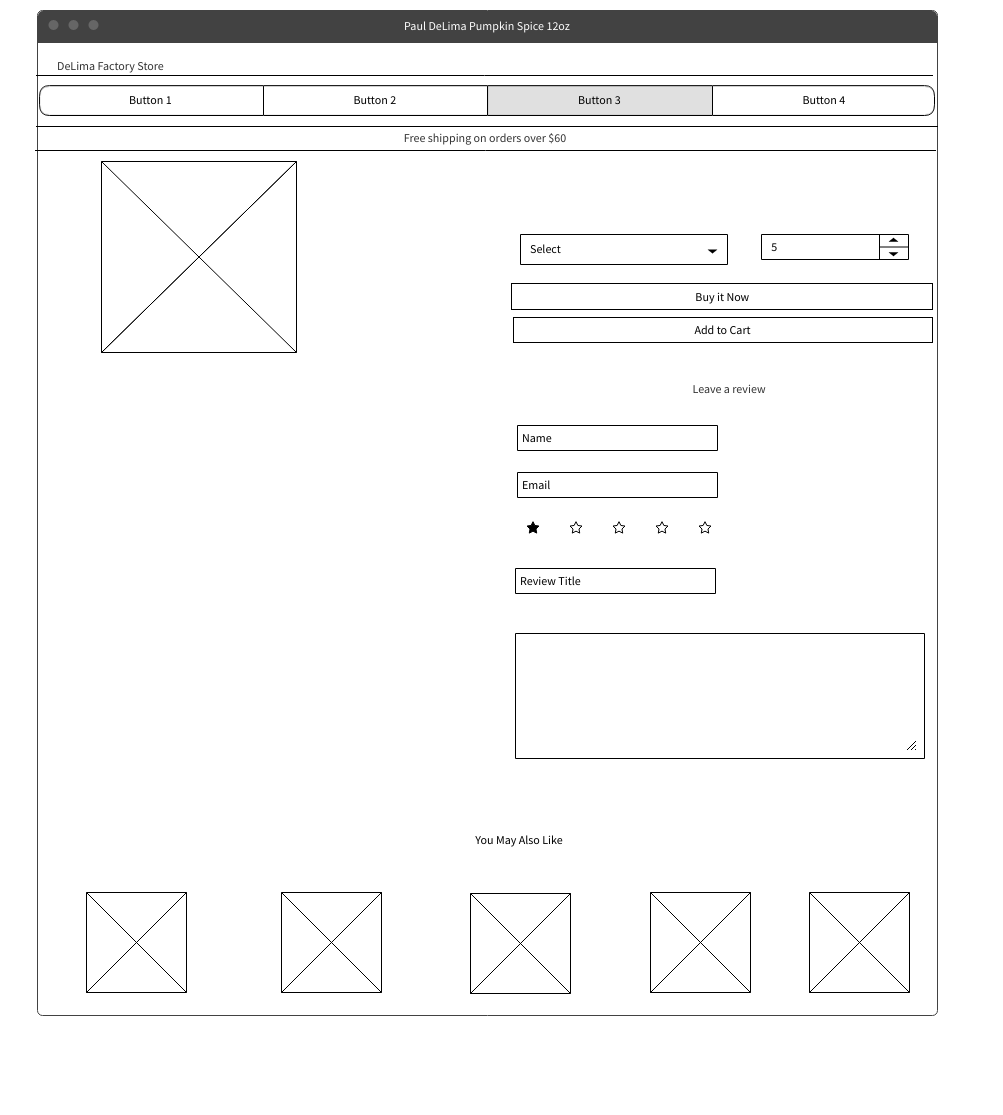 Paul DeLima Pumpkin Spice 12oz
DeLima Factory Store
Button 1
Button 2
Button 3
Button 4
Free shipping on orders over $60
Select
5
Buy it Now
Add to Cart
Leave a review
Name
Email
Review Title
You May Also Like